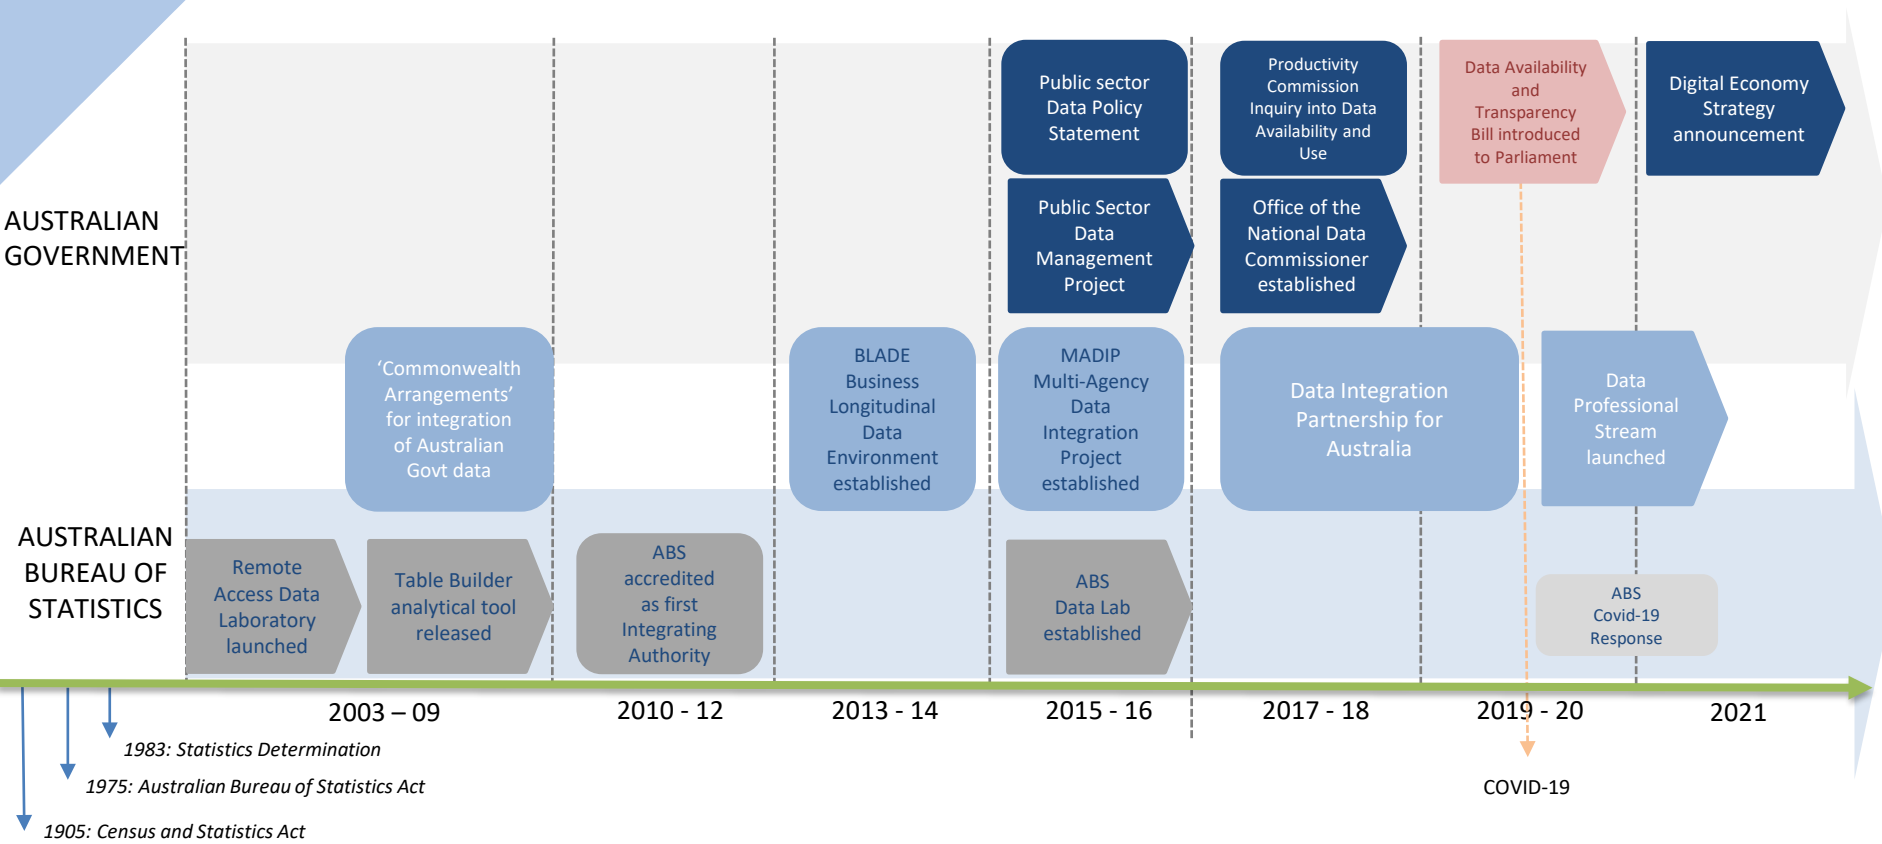 AUSTRALIAN
GOVERNMENT
Public sector
Data Policy
Statement
Productivity
Commission
Inquiry into Data
Availability and
Use
Data Availability
and
Transparency
Bill introduced
to Parliament
Digital Economy
Strategy
announcement
Public Sector
Data
Management
Project
Office of the
National Data
Commissioner
established
‘Commonwealth
Arrangements’
for integration
of Australian
Govt data
BLADE
Business
Longitudinal
Data
Environment
established
MADIP
Multi-Agency
Data
Integration
Project
established
Data Integration
Partnership for
Australia
Data
Professional
Stream
launched
AUSTRALIAN
BUREAU OF
STATISTICS
Remote
Access Data
Laboratory
launched
Table Builder
analytical tool
released
ABS
accredited
as first
Integrating
Authority
ABS
Data Lab
established
ABS
Covid-19
Response
2003 – 09
2010 - 12
2013 - 14
2015 - 16
2017 - 18
2019 - 20
2021
1983: Statistics Determination
1975: Australian Bureau of Statistics Act
1905: Census and Statistics Act
COVID-19